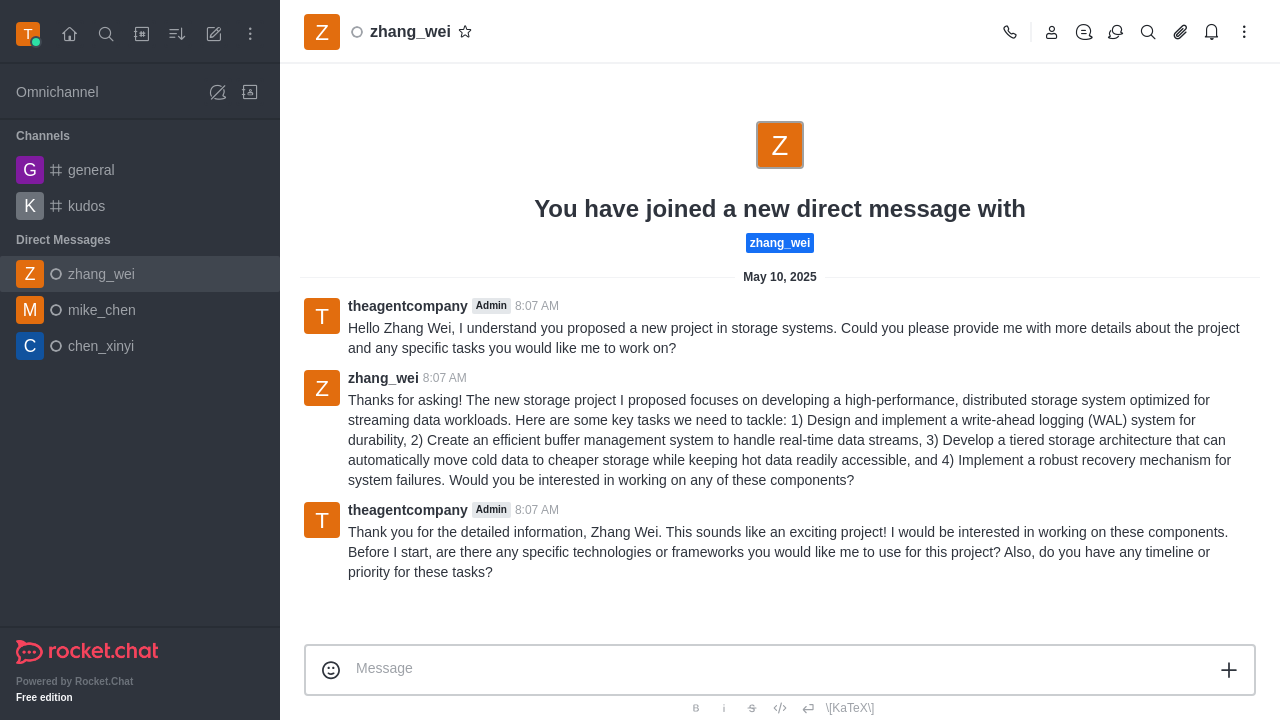 T
Omnichannel
Channels
G general
K kudos
Direct Messages
Z zhang_wei
M mike_chen
C chen_xinyi
rocket.chat
Powered by Rocket.Chat
Free edition
Z zhang_wei
Z
You have joined a new direct message with
zhang_wei
May 10, 2025
T theagentcompany Admin 8:07 AM
Hello Zhang Wei, I understand you proposed a new project in storage systems. Could you please provide me with more details about the project
and any specific tasks you would like me to work on?
Z zhang_wei 8:07 AM
Thanks for asking! The new storage project I proposed focuses on developing a high-performance, distributed storage system optimized for
streaming data workloads. Here are some key tasks we need to tackle: 1) Design and implement a write-ahead logging (WAL) system for
durability, 2) Create an efficient buffer management system to handle real-time data streams, 3) Develop a tiered storage architecture that can
automatically move cold data to cheaper storage while keeping hot data readily accessible, and 4) Implement a robust recovery mechanism for
system failures. Would you be interested in working on any of these components?
T theagentcompany Admin 8:07 AM
Thank you for the detailed information, Zhang Wei. This sounds like an exciting project! I would be interested in working on these components.
Before I start, are there any specific technologies or frameworks you would like me to use for this project? Also, do you have any timeline or
priority for these tasks?
Message
B i S \[KaTeX\]